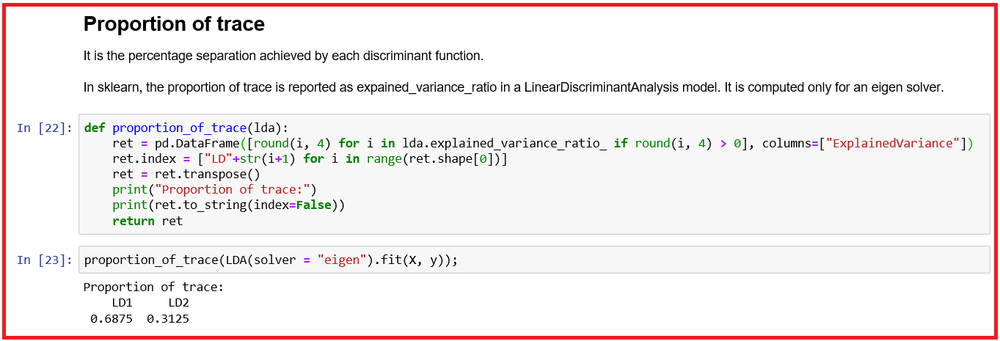 Proportion of trace
It is the percentage separation achieved by each discriminant function.
In sklearn, the proportion of trace is reported as expained_variance_ratio in a LinearDiscriminantAnalysis model. It is computed only for an eigen solver.
In [22]: def proportion_of_trace(lda):
    ret = pd.DataFrame([round(i, 4) for i in lda.explained_variance_ratio_ if round(i, 4) > 0], columns=["ExplainedVariance"])
    ret.index = ["LD"+str(i+1) for i in range(ret.shape[0])]
    ret = ret.transpose()
    print("Proportion of trace:")
    print(ret.to_string(index=False))
    return ret
In [23]: proportion_of_trace(LDA(solver = "eigen").fit(X, y));
Proportion of trace:
    LD1     LD2
 0.6875  0.3125